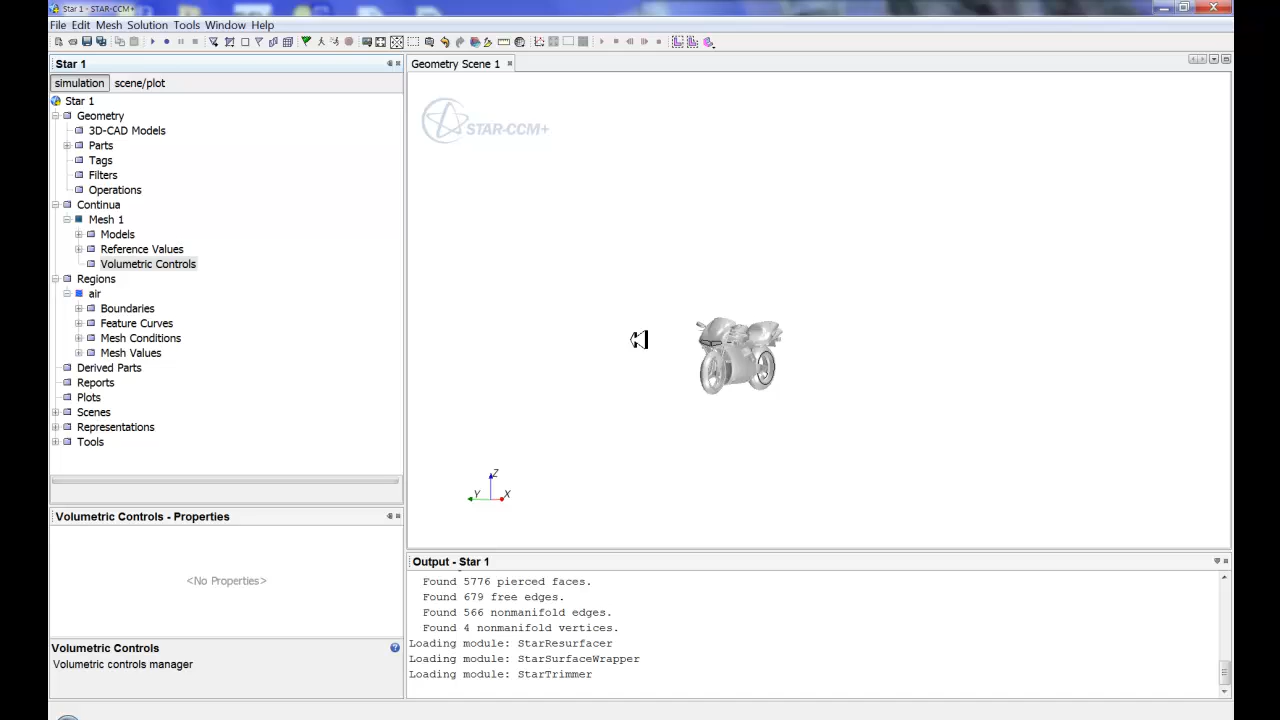 Star 1 - STAR-CCM+
File Edit Mesh Solution Tools Window Help
Star 1
simulation scene/plot
Star 1
Geometry
3D-CAD Models
Parts
Tags
Filters
Operations
Continua
Mesh 1
Models
Reference Values
Volumetric Controls
Regions
air
Boundaries
Feature Curves
Mesh Conditions
Mesh Values
Derived Parts
Reports
Plots
Scenes
Representations
Tools
Volumetric Controls - Properties
<No Properties>
Volumetric Controls
Volumetric controls manager
Geometry Scene 1
STAR-CCM+
Z
Y X
Output - Star 1
Found 5776 pierced faces.
Found 679 free edges.
Found 566 nonmanifold edges.
Found 4 nonmanifold vertices.
Loading module: StarResurfacer
Loading module: StarSurfaceWrapper
Loading module: StarTrimmer